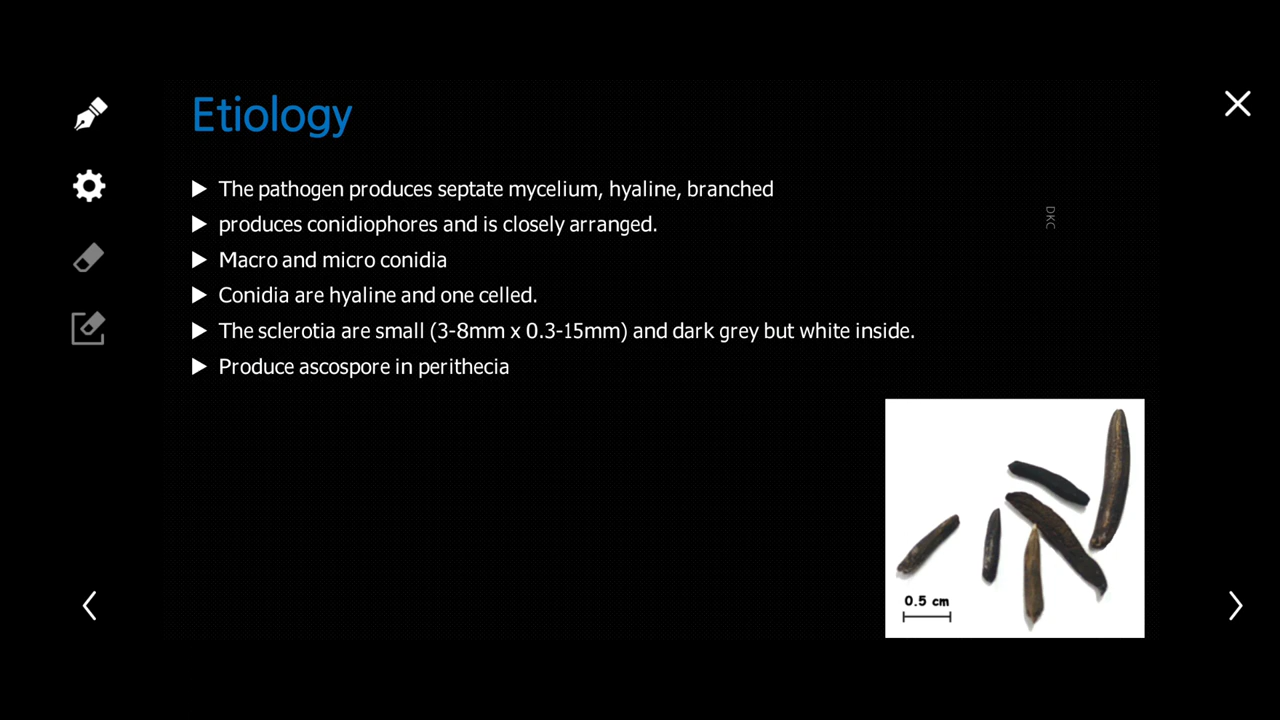 Etiology
The pathogen produces septate mycelium, hyaline, branched
produces conidiophores and is closely arranged.
Macro and micro conidia
Conidia are hyaline and one celled.
The sclerotia are small (3-8mm x 0.3-15mm) and dark grey but white inside.
Produce ascospore in perithecia
DKC
0.5 cm